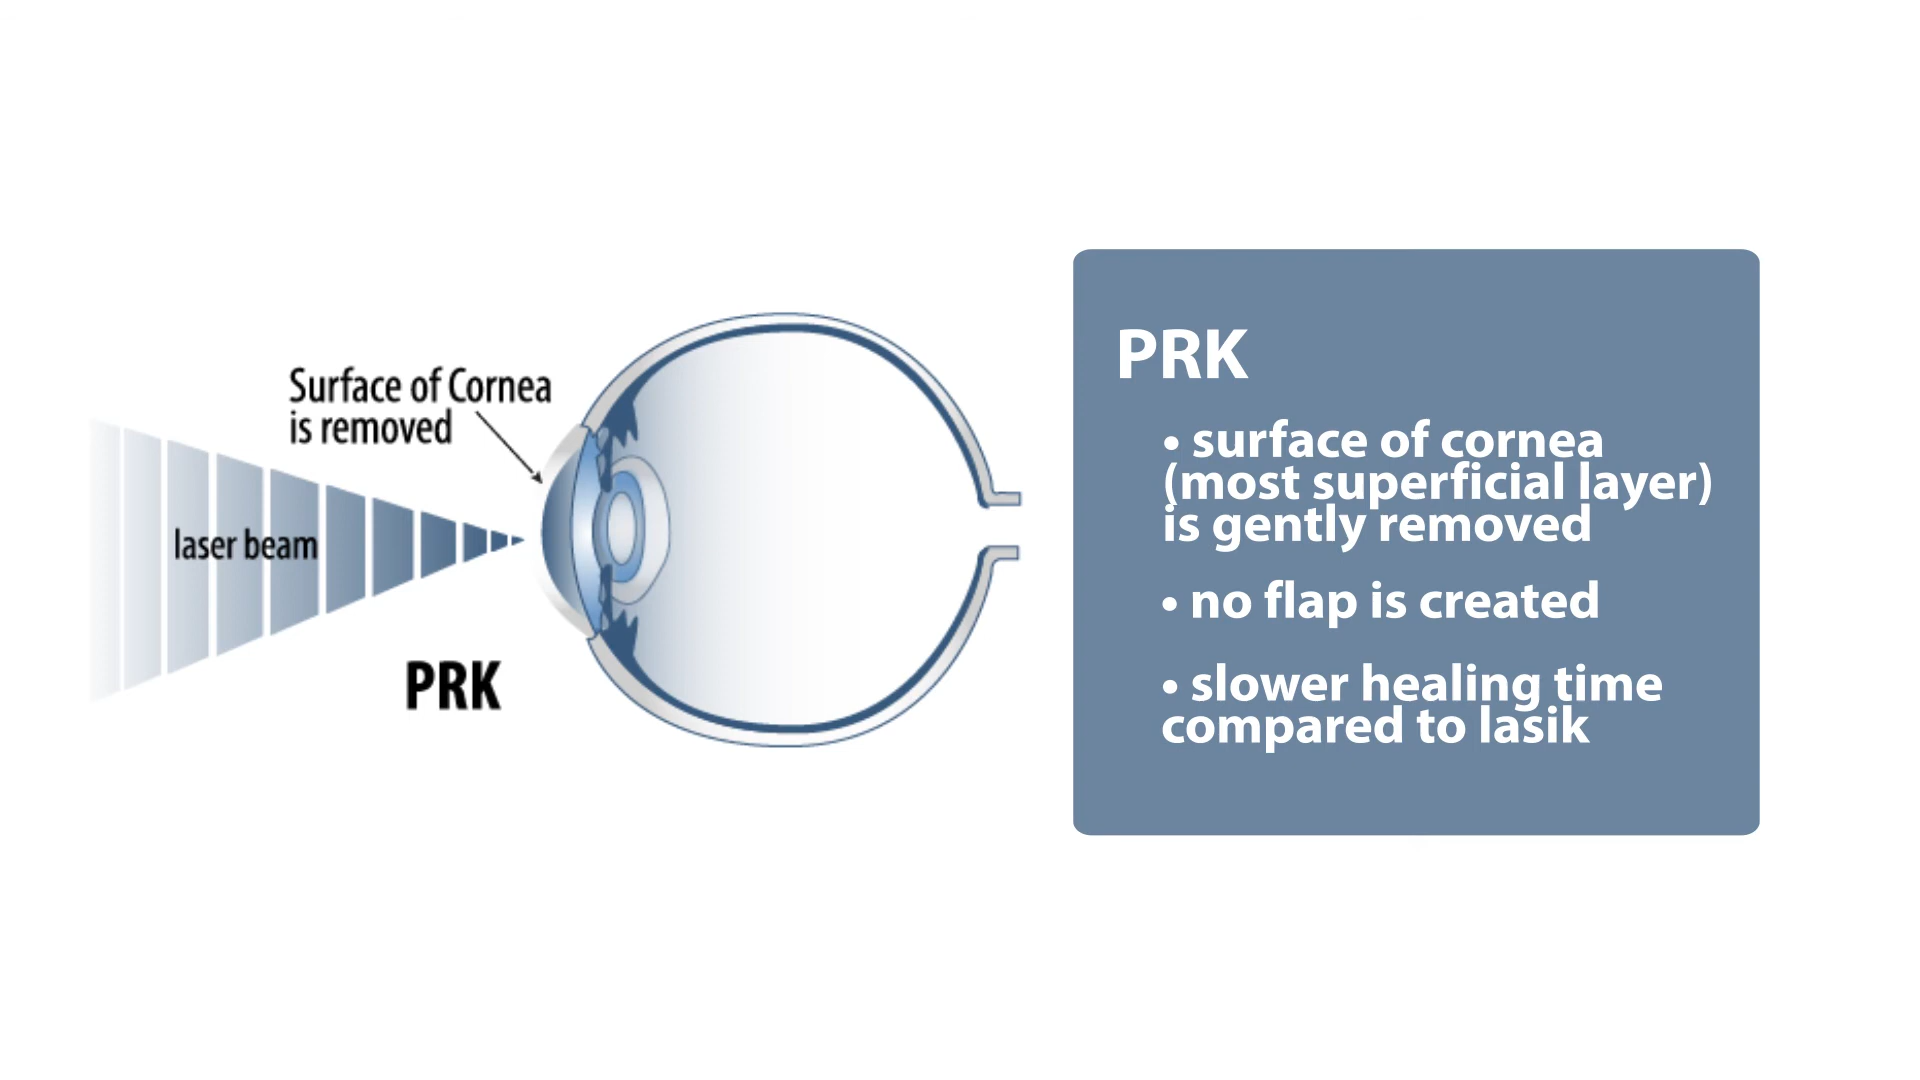 Surface of Cornea
is removed
laser beam
PRK
PRK
• surface of cornea
(most superficial layer)
is gently removed
• no flap is created
• slower healing time
compared to lasik